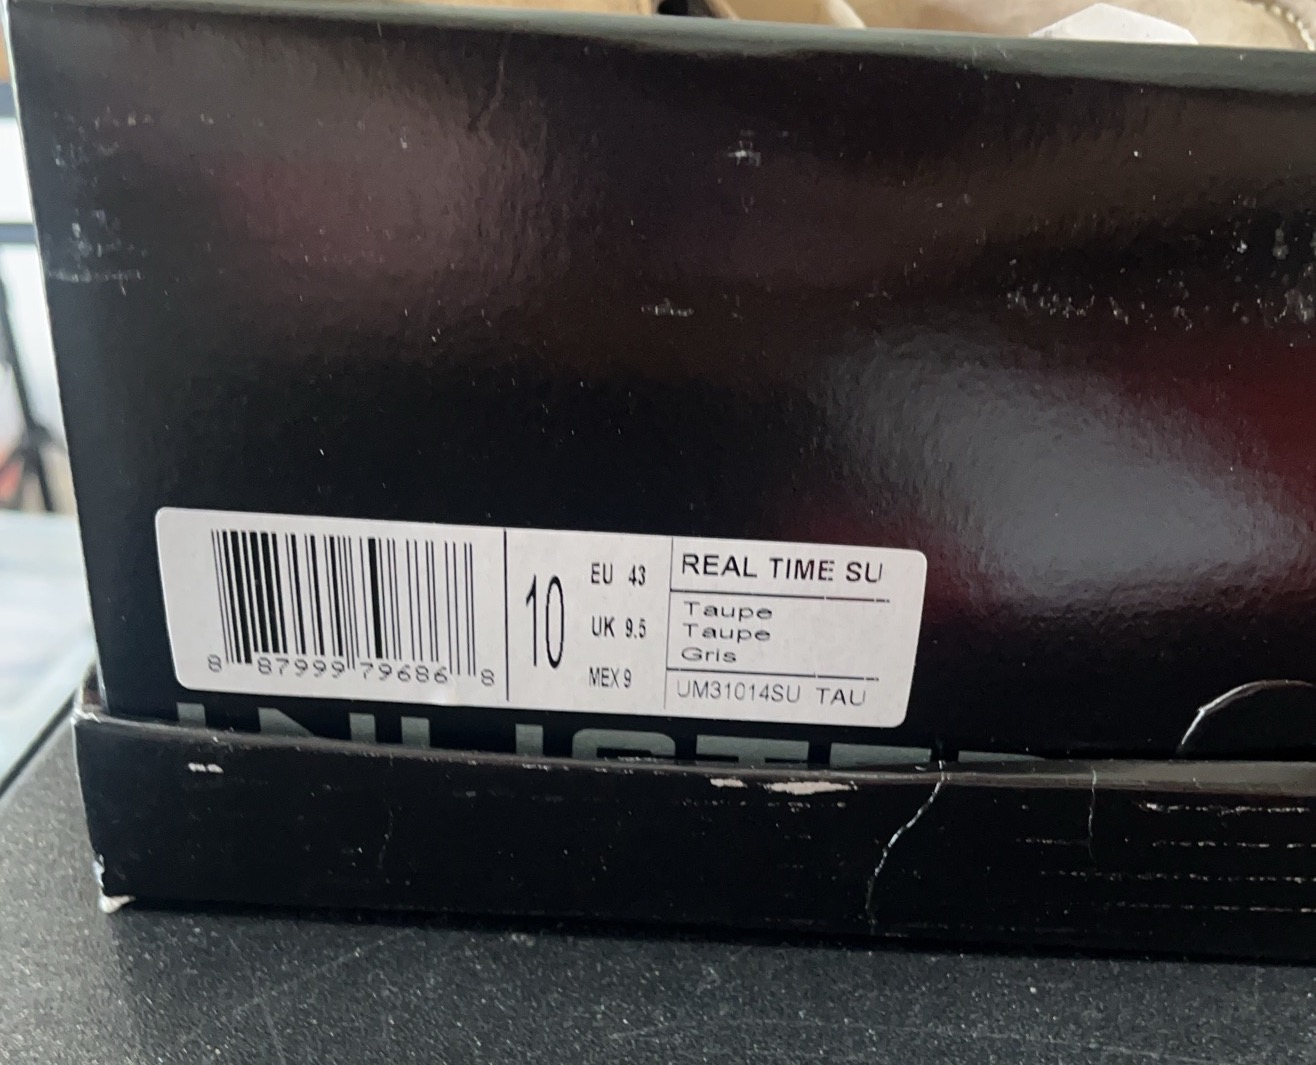 8 87999 79686 8
10
EU 43
UK 9.5
MEX 9
REAL TIME SU
Taupe
Taupe
Gris
UM31014SU TAU